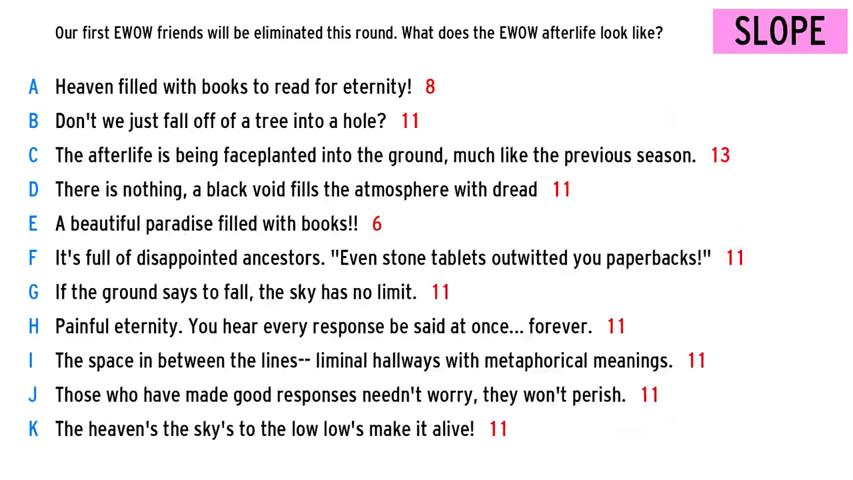 Our first EWOW friends will be eliminated this round. What does the EWOW afterlife look like?
SLOPE
A Heaven filled with books to read for eternity! 8
B Don't we just fall off of a tree into a hole? 11
C The afterlife is being faceplanted into the ground, much like the previous season. 13
D There is nothing, a black void fills the atmosphere with dread 11
E A beautiful paradise filled with books!! 6
F It's full of disappointed ancestors. "Even stone tablets outwitted you paperbacks!" 11
G If the ground says to fall, the sky has no limit. 11
H Painful eternity. You hear every response be said at once... forever. 11
I The space in between the lines-- liminal hallways with metaphorical meanings. 11
J Those who have made good responses needn't worry, they won't perish. 11
K The heaven's the sky's to the low low's make it alive! 11